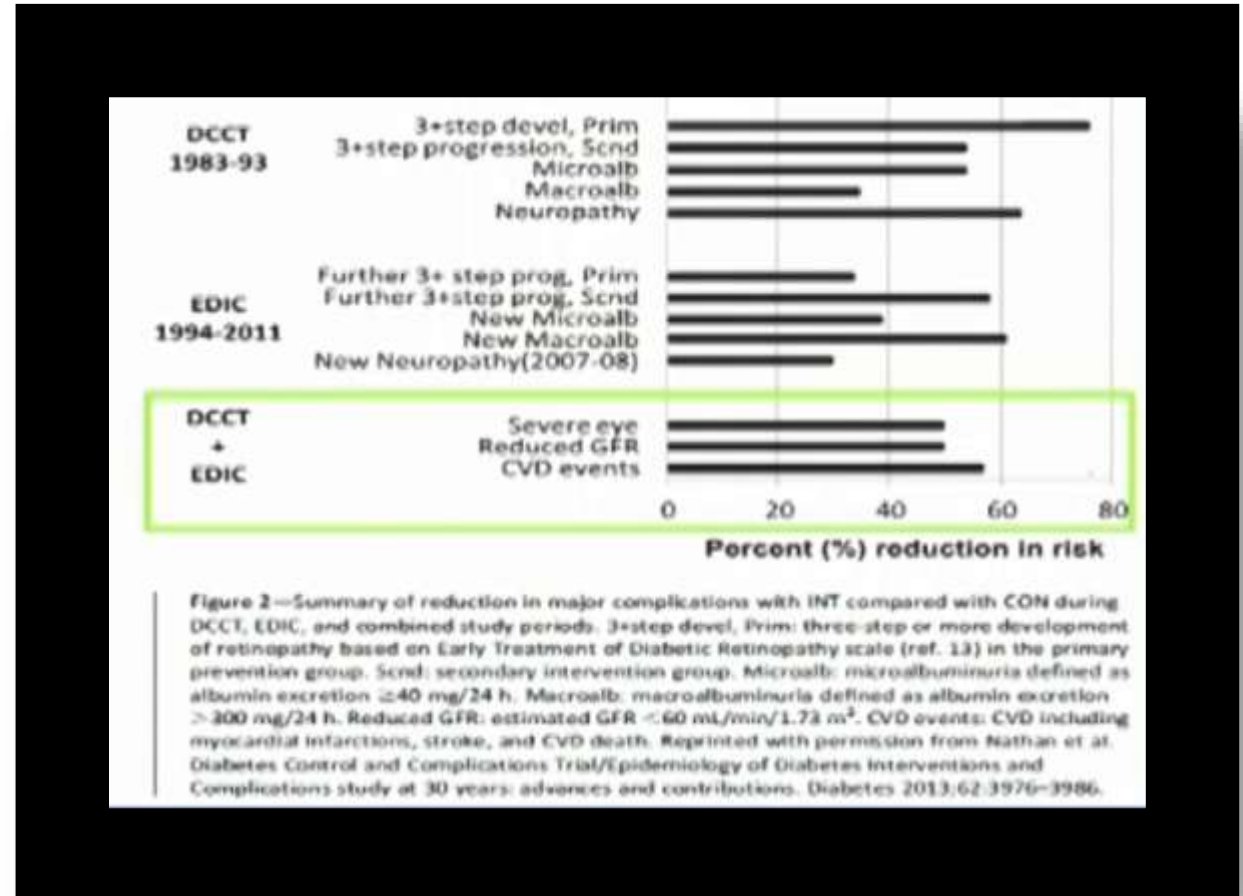 DCCT
1983-93
3+step devel, Prim
3+step progression, Scnd
Microalb
Macroalb
Neuropathy
EDIC
1994-2011
Further 3+ step prog, Prim
Further 3+step prog, Scnd
New Microalb
New Macroalb
New Neuropathy(2007-08)
DCCT
+
EDIC
Severe eye
Reduced GFR
CVD events
0 20 40 60 80
Percent (%) reduction in risk
Figure 2—Summary of reduction in major complications with INT compared with CON during
DCCT, EDIC, and combined study periods. 3+step devel, Prim: three-step or more development
of retinopathy based on Early Treatment of Diabetic Retinopathy scale (ref. 13) in the primary
prevention group. Scnd: secondary intervention group. Microalb: microalbuminuria defined as
albumin excretion ≥40 mg/24 h. Macroalb: macroalbuminuria defined as albumin excretion
>300 mg/24 h. Reduced GFR: estimated GFR <60 mL/min/1.73 m². CVD events: CVD including
myocardial infarctions, stroke, and CVD death. Reprinted with permission from Nathan et al.
Diabetes Control and Complications Trial/Epidemiology of Diabetes Interventions and
Complications study at 30 years: advances and contributions. Diabetes 2013;62:3976–3986.